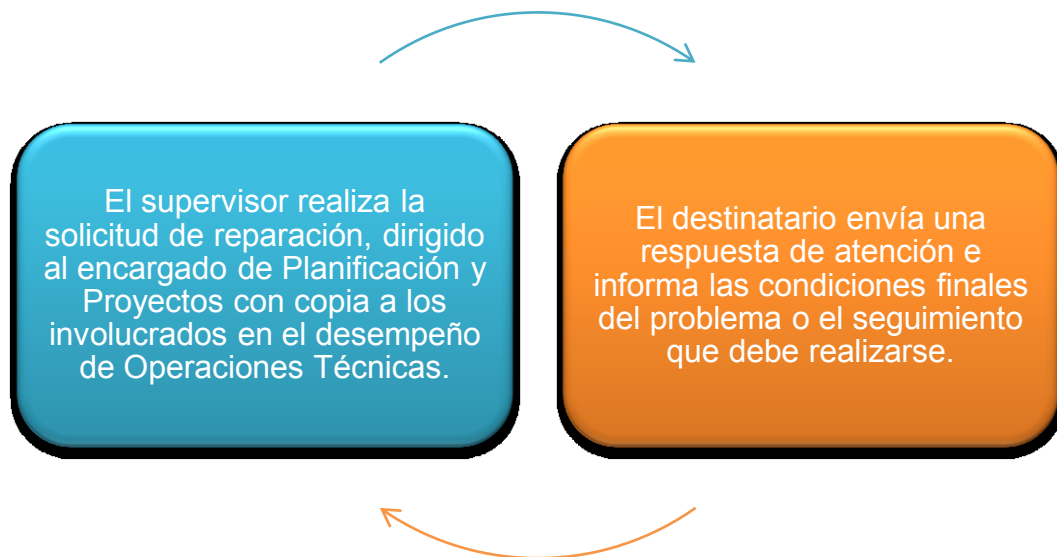 El supervisor realiza la
solicitud de reparación, dirigido
al encargado de Planificación y
Proyectos con copia a los
involucrados en el desempeño
de Operaciones Técnicas.
El destinatario envía una
respuesta de atención e
informa las condiciones finales
del problema o el seguimiento
que debe realizarse.